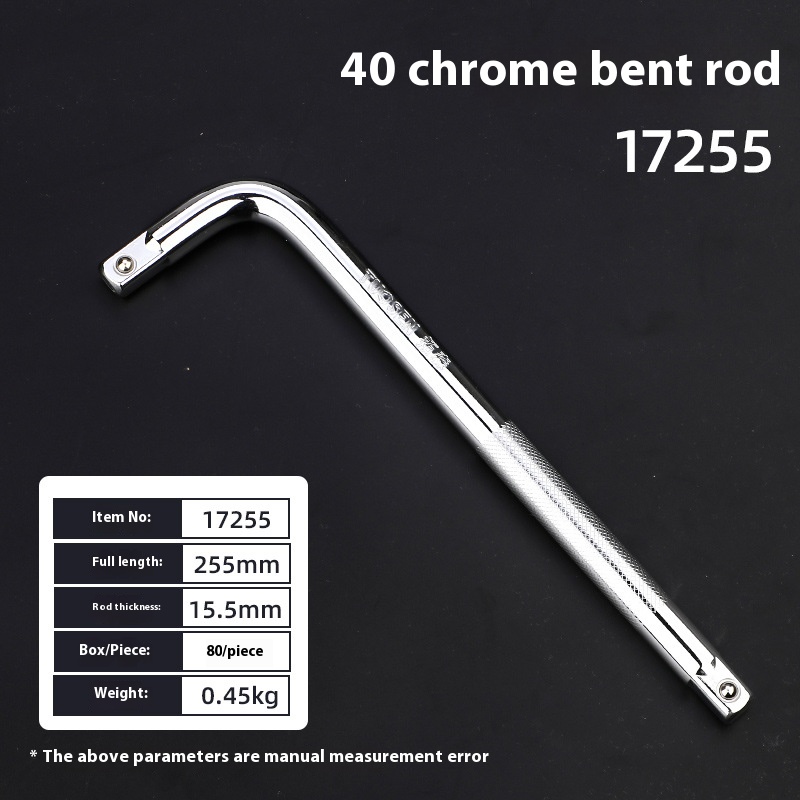 40 chrome bent rod
17255
Item No: 17255
Full length: 255mm
Rod thickness: 15.5mm
Box/Piece: 80/piece
Weight: 0.45kg
* The above parameters are manual measurement error